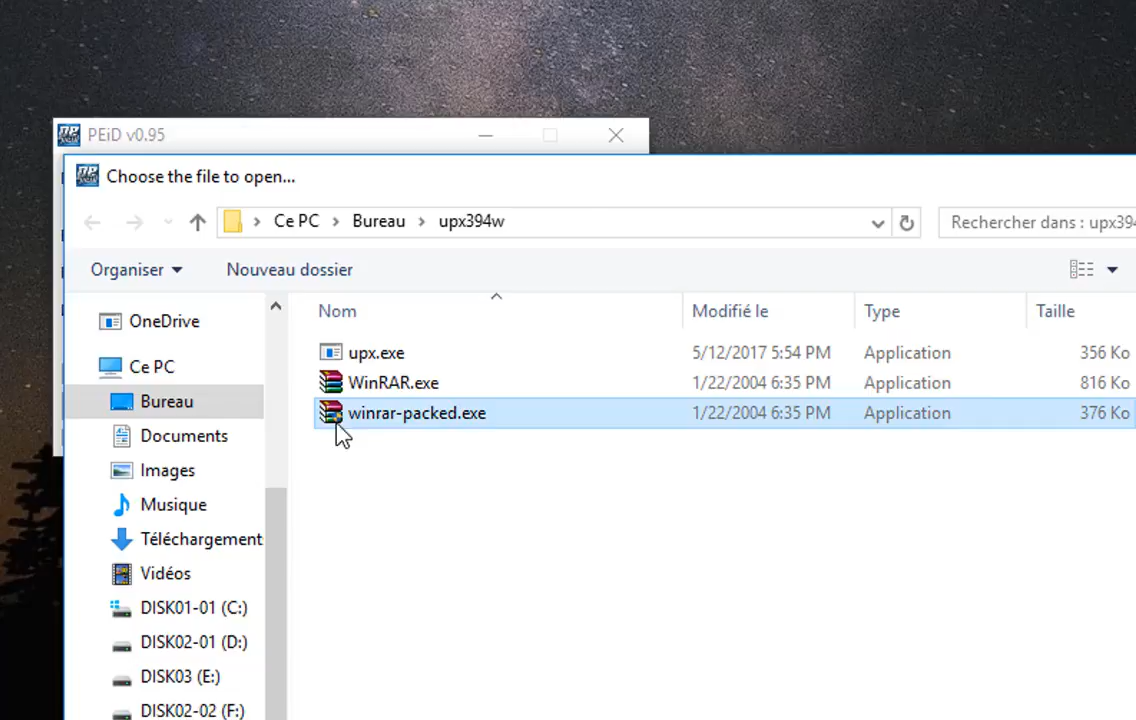 PEiD v0.95
Choose the file to open...
Ce PC > Bureau > upx394w
Rechercher dans : upx394
Organiser
Nouveau dossier
Nom Modifié le Type Taille
OneDrive
Ce PC
Bureau
Documents
Images
Musique
Téléchargement
Vidéos
DISK01-01 (C:)
DISK02-01 (D:)
DISK03 (E:)
DISK02-02 (F:)
upx.exe 5/12/2017 5:54 PM Application 356 Ko
WinRAR.exe 1/22/2004 6:35 PM Application 816 Ko
winrar-packed.exe 1/22/2004 6:35 PM Application 376 Ko